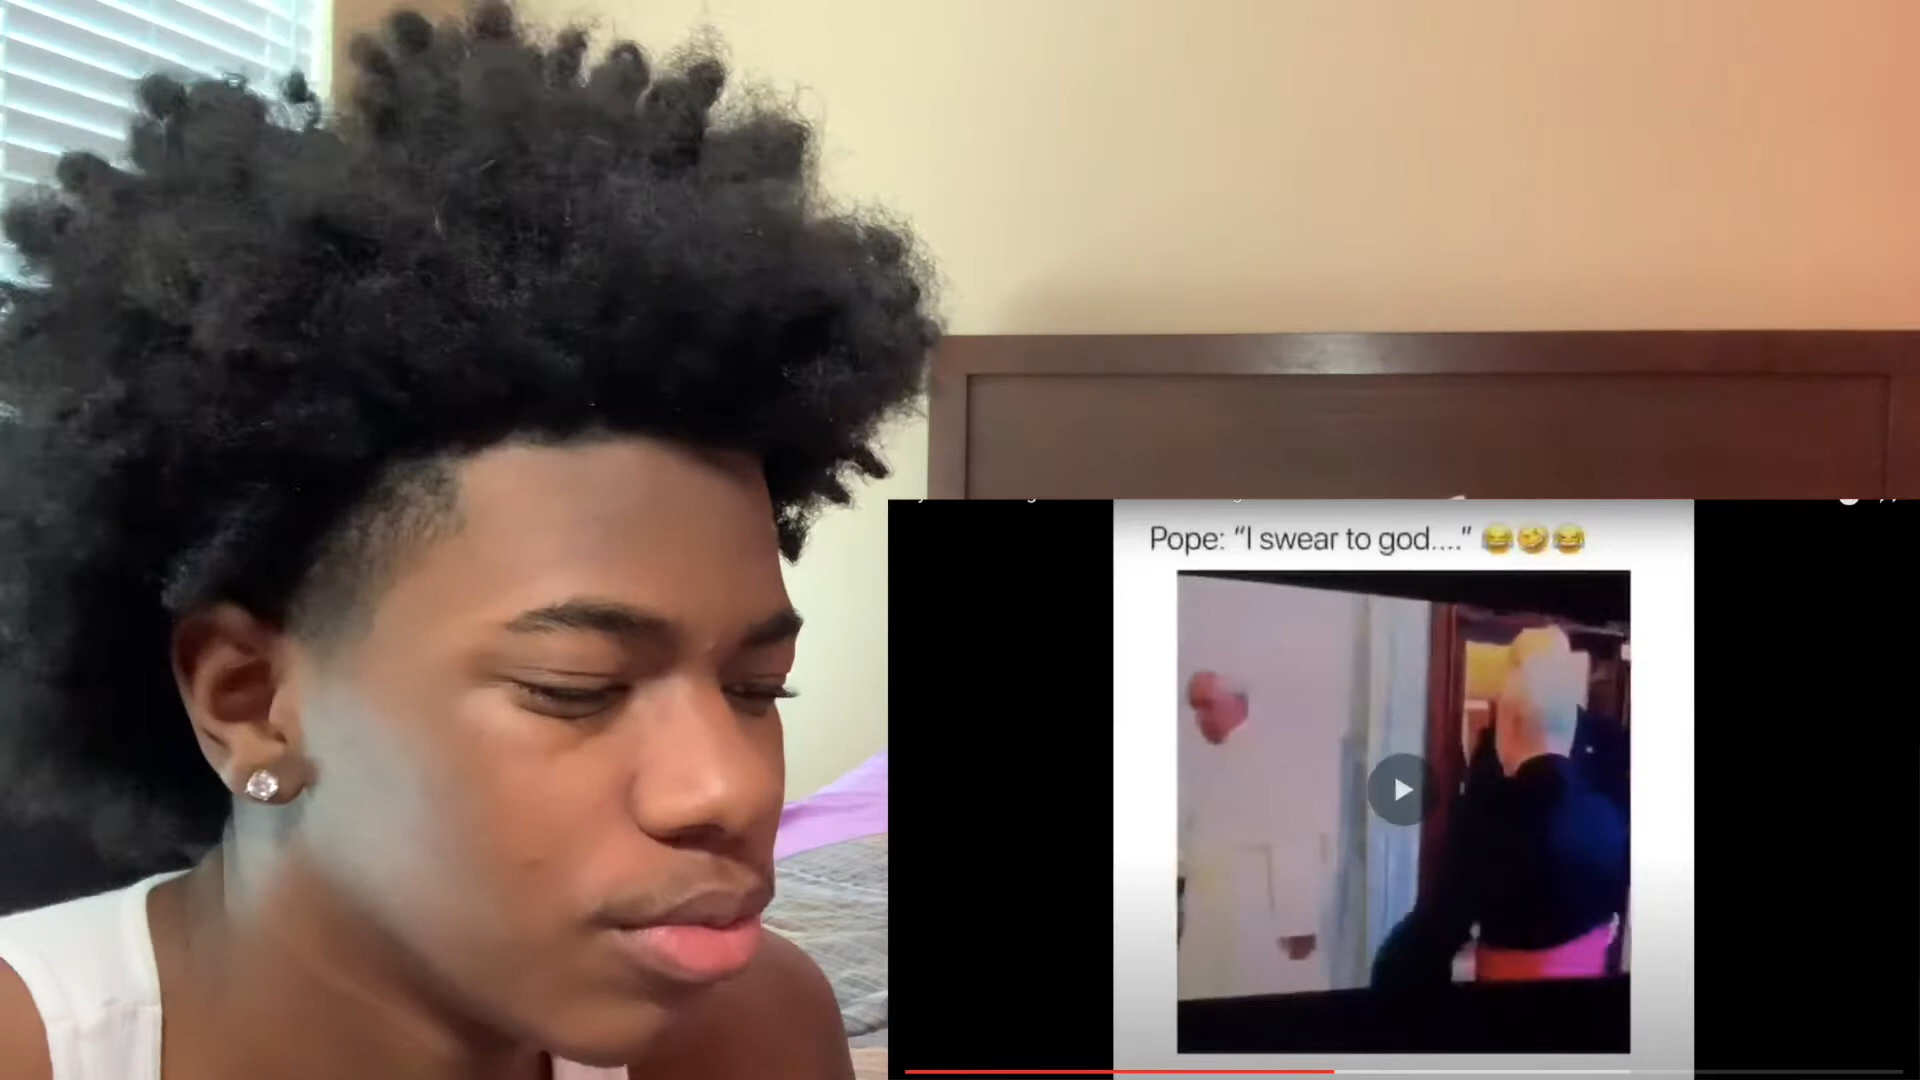 Pope: “I swear to god....” 😂🤣😂